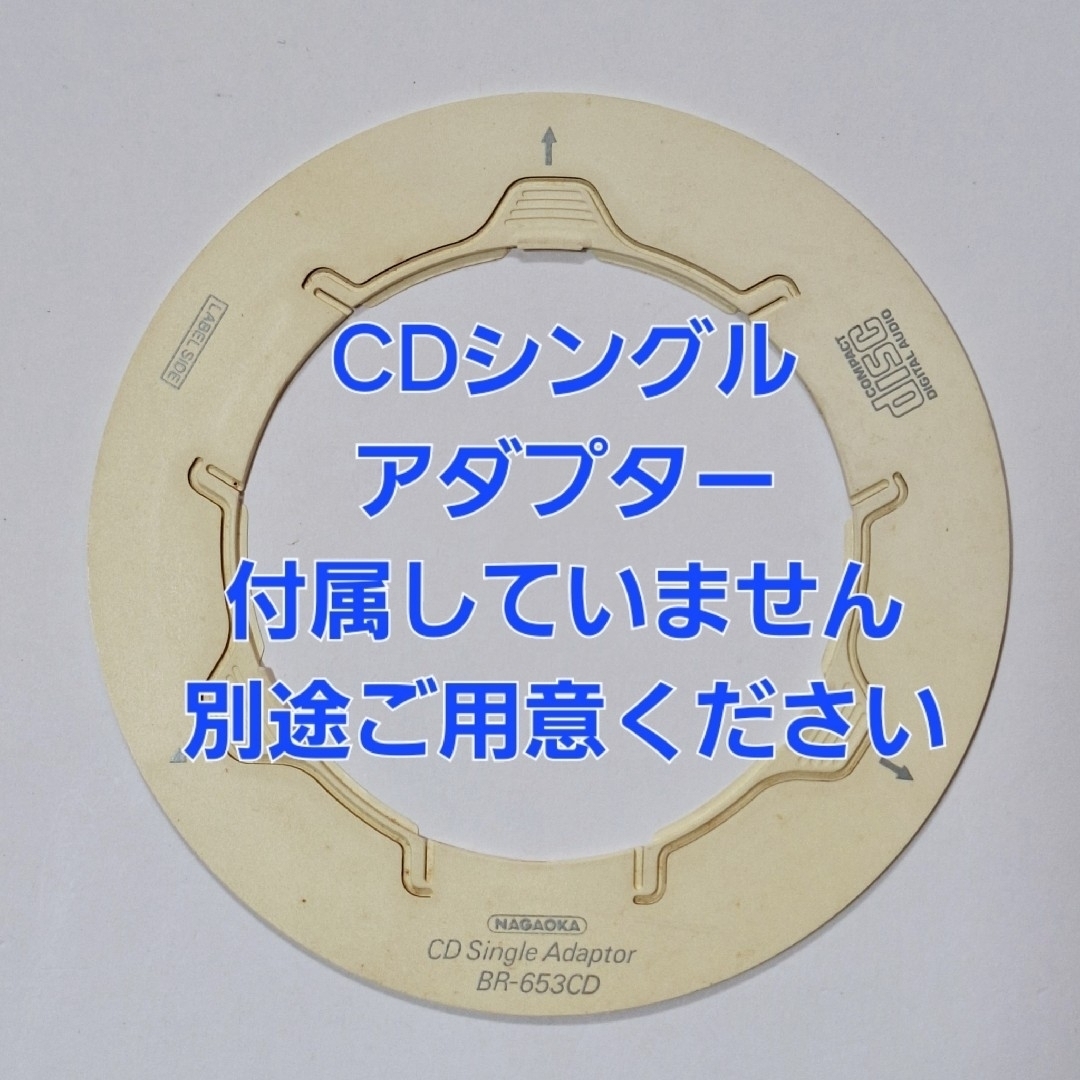 LABEL SIDE
COMPACT
disc
DIGITAL AUDIO
CDシングル
アダプター
付属していません
別途ご用意ください
NAGAOKA
CD Single Adaptor
BR-653CD